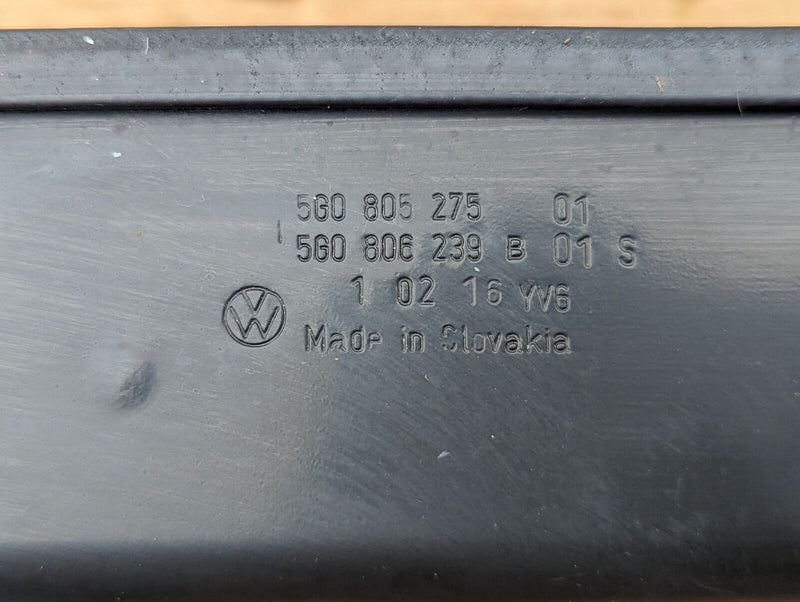 5G0 805 275 01
5G0 806 239 B 01 S
1 02 16 YV6
VW
Made in Slovakia